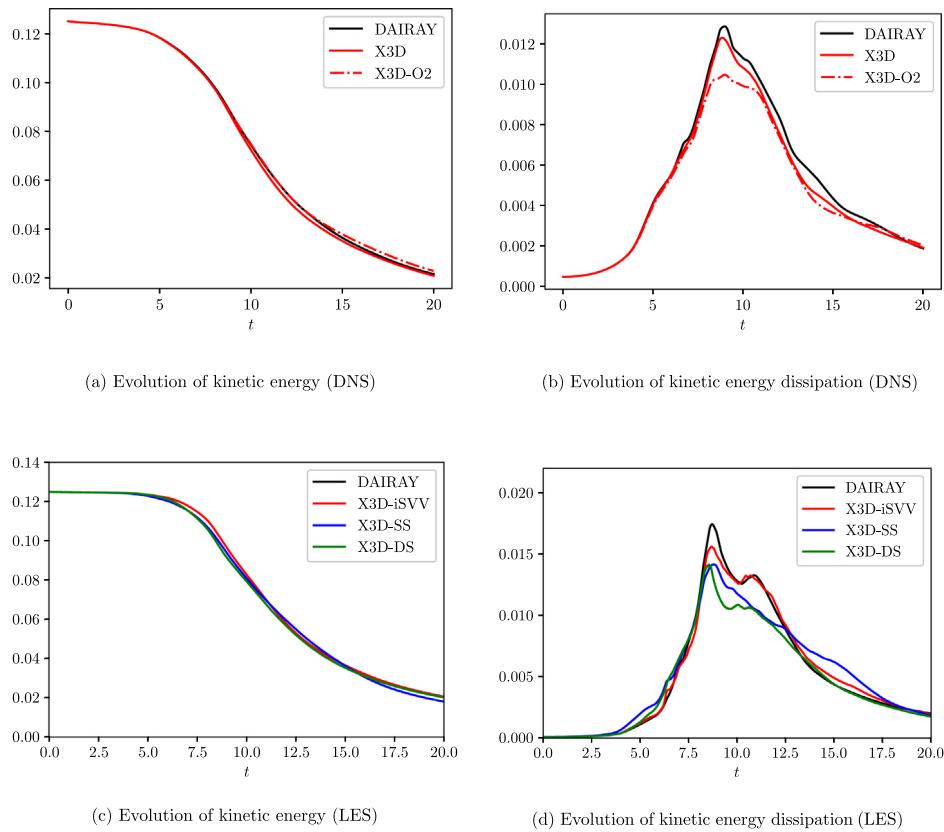 0.12
0.10
0.08
0.06
0.04
0.02
0
5
10
15
20
t
DAIRAY
X3D
X3D-O2
(a) Evolution of kinetic energy (DNS)
0.012
0.010
0.008
0.006
0.004
0.002
0.000
0
5
10
15
20
t
DAIRAY
X3D
X3D-O2
(b) Evolution of kinetic energy dissipation (DNS)
0.14
0.12
0.10
0.08
0.06
0.04
0.02
0.00
0.0
2.5
5.0
7.5
10.0
12.5
15.0
17.5
20.0
t
DAIRAY
X3D-iSVV
X3D-SS
X3D-DS
(c) Evolution of kinetic energy (LES)
0.020
0.015
0.010
0.005
0.000
0.0
2.5
5.0
7.5
10.0
12.5
15.0
17.5
20.0
t
DAIRAY
X3D-iSVV
X3D-SS
X3D-DS
(d) Evolution of kinetic energy dissipation (LES)